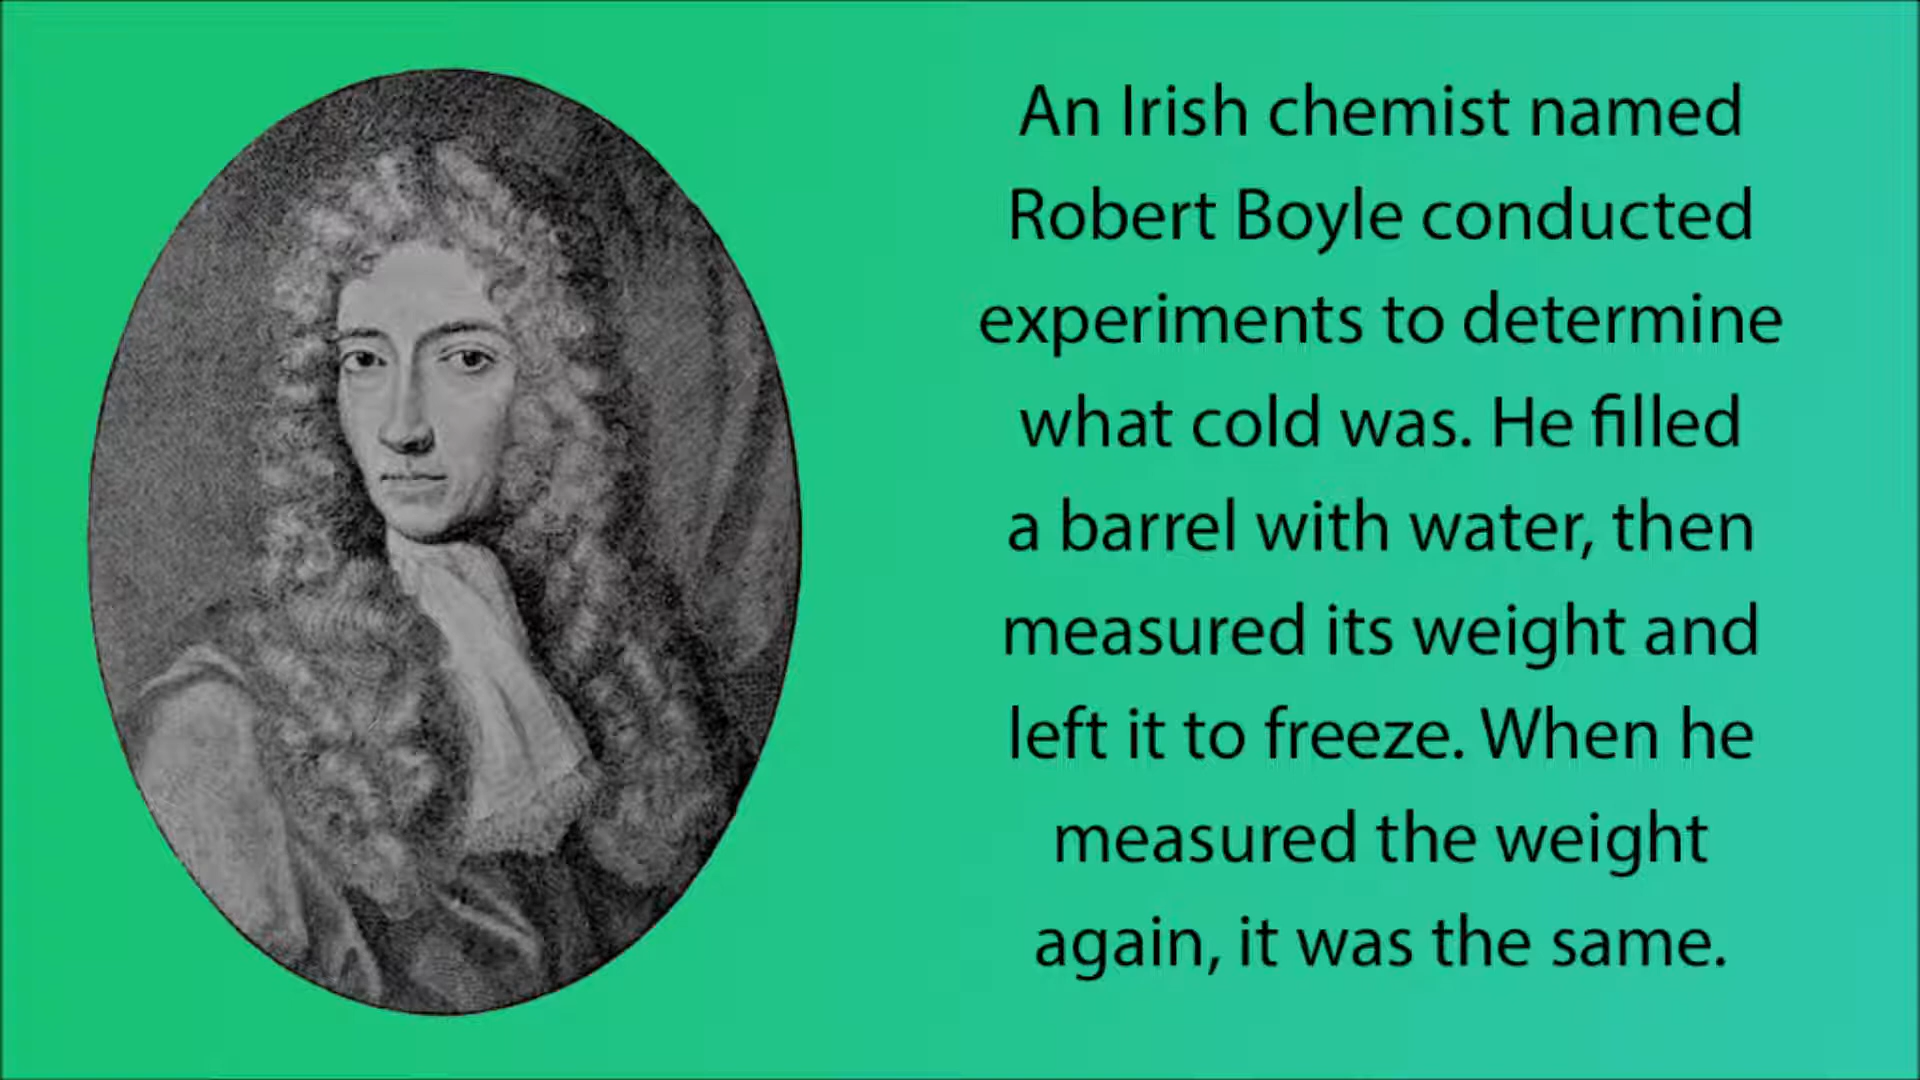 An Irish chemist named
Robert Boyle conducted
experiments to determine
what cold was. He filled
a barrel with water, then
measured its weight and
left it to freeze. When he
measured the weight
again, it was the same.